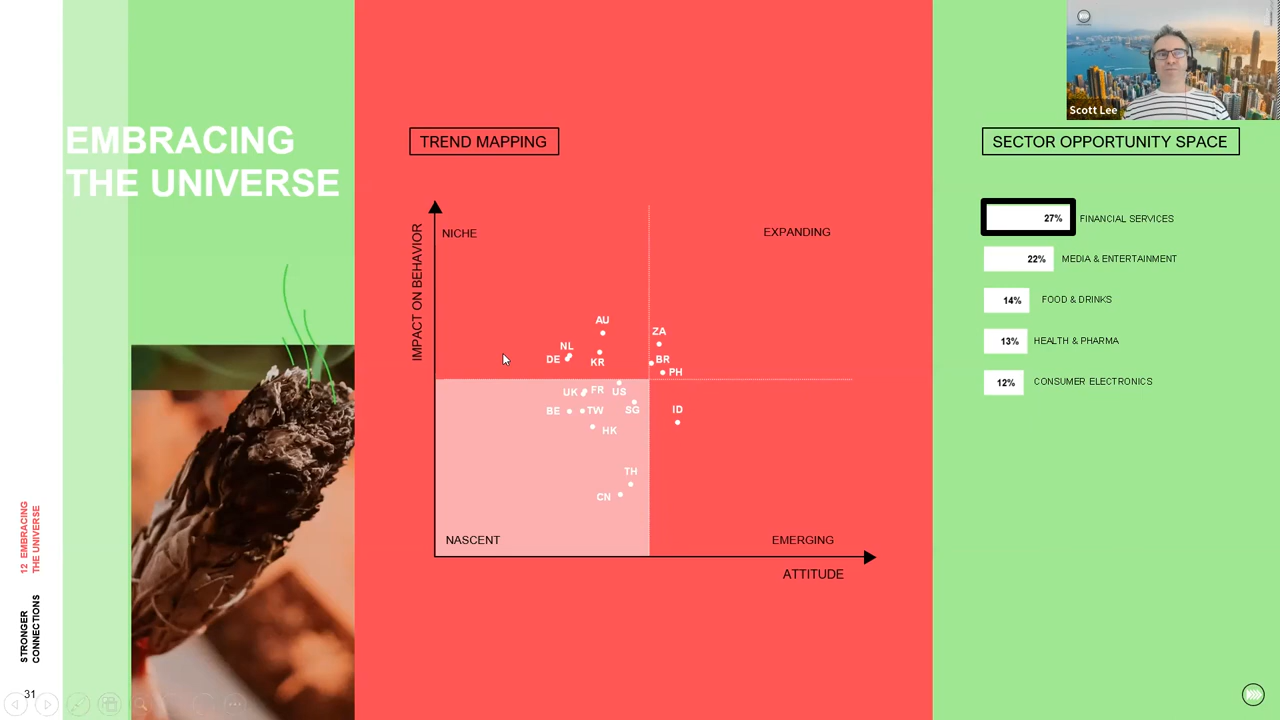 EMBRACING
THE UNIVERSE
12 EMBRACING
THE UNIVERSE
STRONGER
CONNECTIONS
31
TREND MAPPING
IMPACT ON BEHAVIOR
NICHE
EXPANDING
AU
ZA
NL
DE
KR
BR
PH
UK
FR
US
BE
TW
SG
ID
HK
TH
CN
NASCENT
EMERGING
ATTITUDE
Scott Lee
SECTOR OPPORTUNITY SPACE
27% FINANCIAL SERVICES
22% MEDIA & ENTERTAINMENT
14% FOOD & DRINKS
13% HEALTH & PHARMA
12% CONSUMER ELECTRONICS